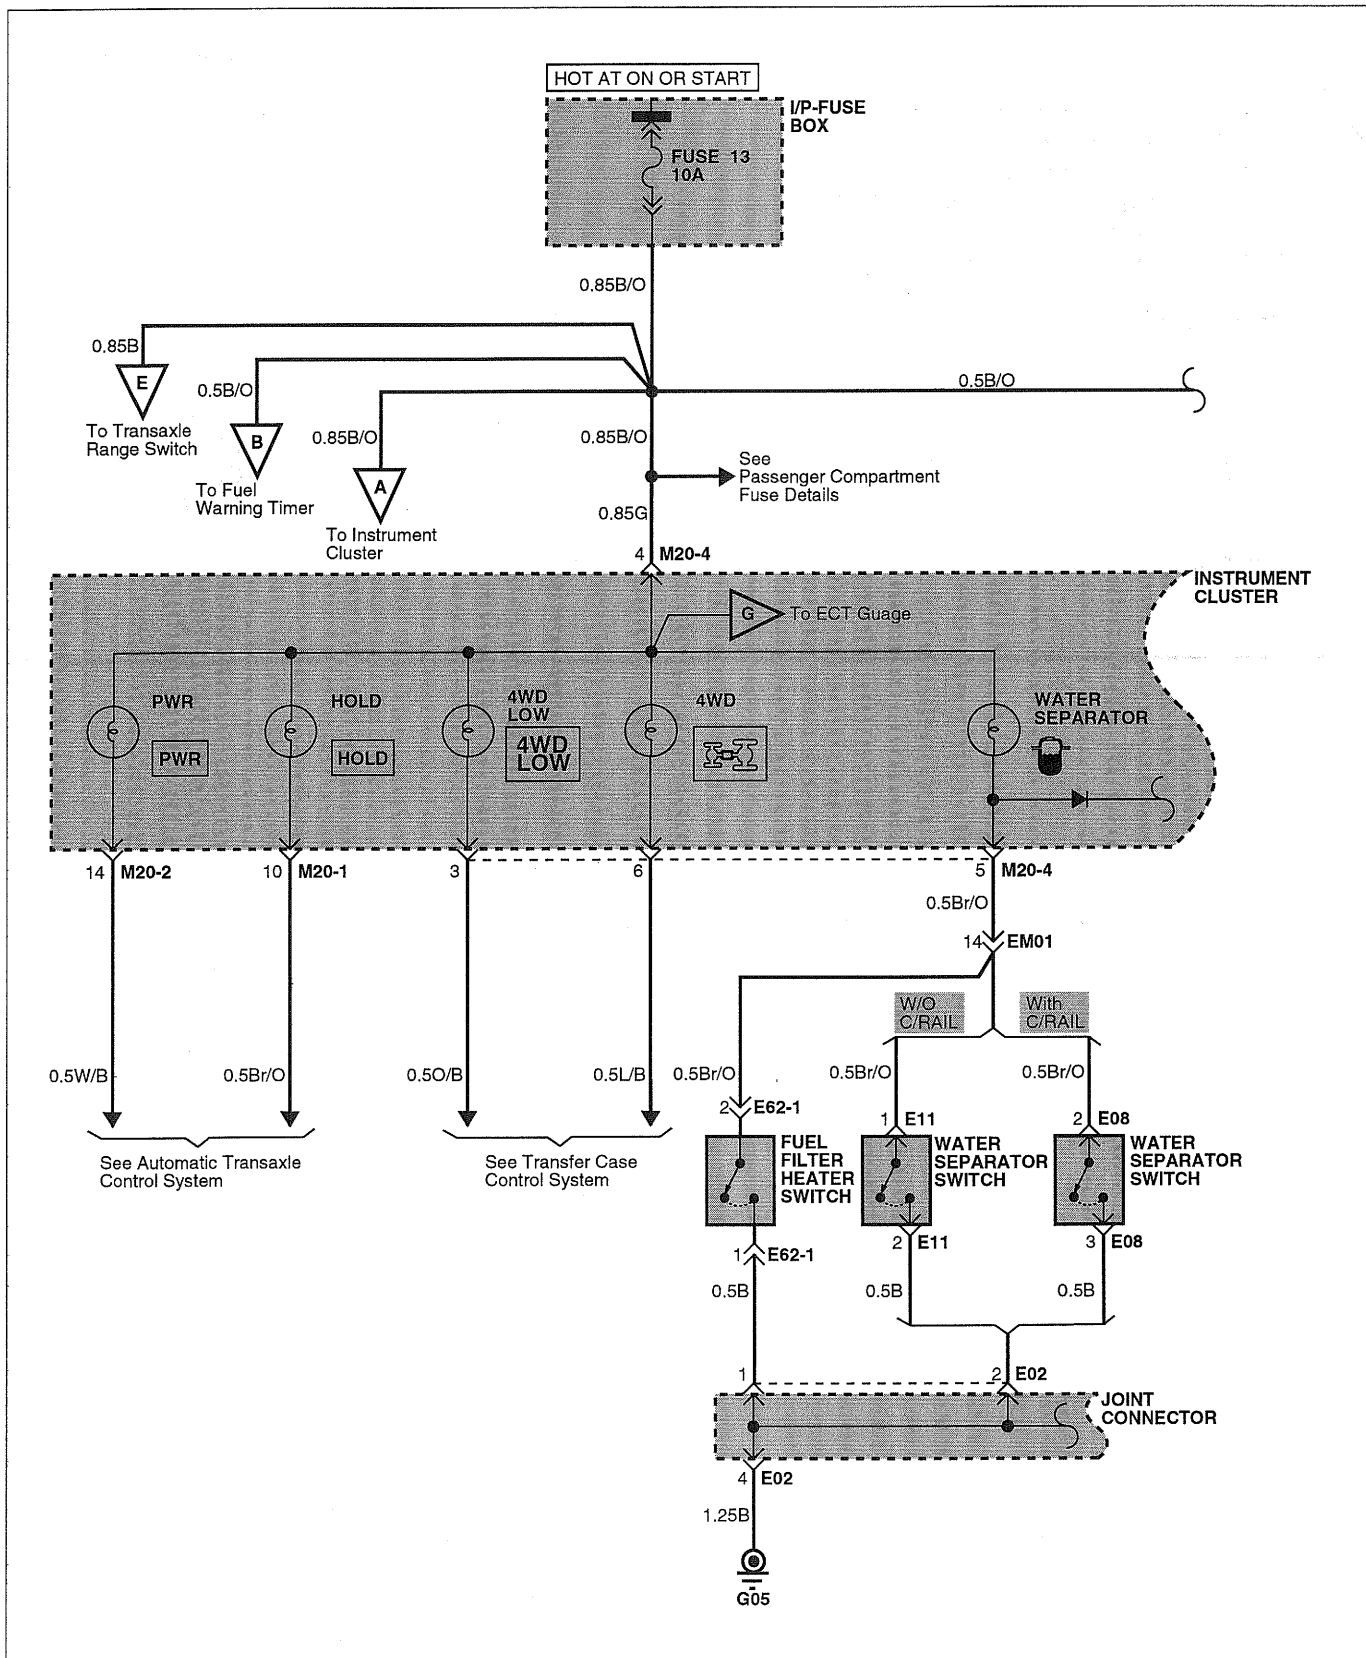 HOT AT ON OR START
I/P-FUSE
BOX
FUSE 13
10A
0.85B/O
0.85B
E
To Transaxle
Range Switch
0.5B/O
B
To Fuel
Warning Timer
0.85B/O
A
To Instrument
Cluster
0.85B/O
0.5B/O
See
Passenger Compartment
Fuse Details
0.85G
4 M20-4
INSTRUMENT
CLUSTER
G To ECT Guage
PWR
PWR
HOLD
HOLD
4WD
LOW
4WD
LOW
4WD
WATER
SEPARATOR
14 M20-2
10 M20-1
3
6
5 M20-4
0.5Br/O
14 EM01
W/O
C/RAIL
With
C/RAIL
0.5W/B
0.5Br/O
0.5O/B
0.5L/B
0.5Br/O
0.5Br/O
0.5Br/O
See Automatic Transaxle
Control System
See Transfer Case
Control System
2 E62-1
FUEL
FILTER
HEATER
SWITCH
1 E11
WATER
SEPARATOR
SWITCH
2 E08
WATER
SEPARATOR
SWITCH
1 E62-1
2 E11
3 E08
0.5B
0.5B
0.5B
1
2 E02
JOINT
CONNECTOR
4 E02
1.25B
G05